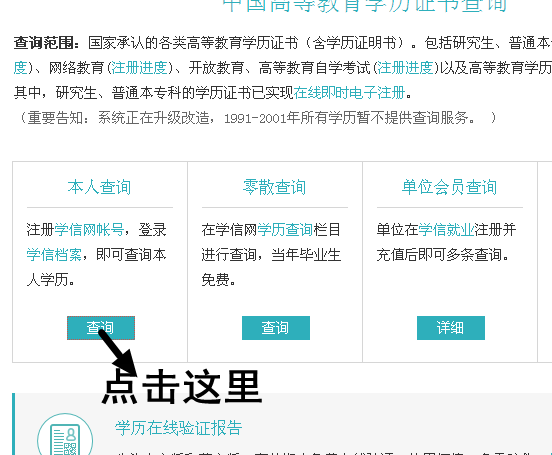 中国高等教育学历证书查询
查询范围：国家承认的各类高等教育学历证书（含学历证明书）。包括研究生、普通本
度)、网络教育(注册进度)、开放教育、高等教育自学考试(注册进度)以及高等教育学历
其中，研究生、普通本专科的学历证书已实现在线即时电子注册。
（重要告知：系统正在升级改造，1991-2001年所有学历暂不提供查询服务。 ）
本人查询
注册学信网帐号，登录
学信档案，即可查询本
人学历。
查询
零散查询
在学信网学历查询栏目
进行查询，当年毕业生
免费。
查询
单位会员查询
单位在学信就业注册并
充值后即可多条查询。
详细
点击这里
学历在线验证报告